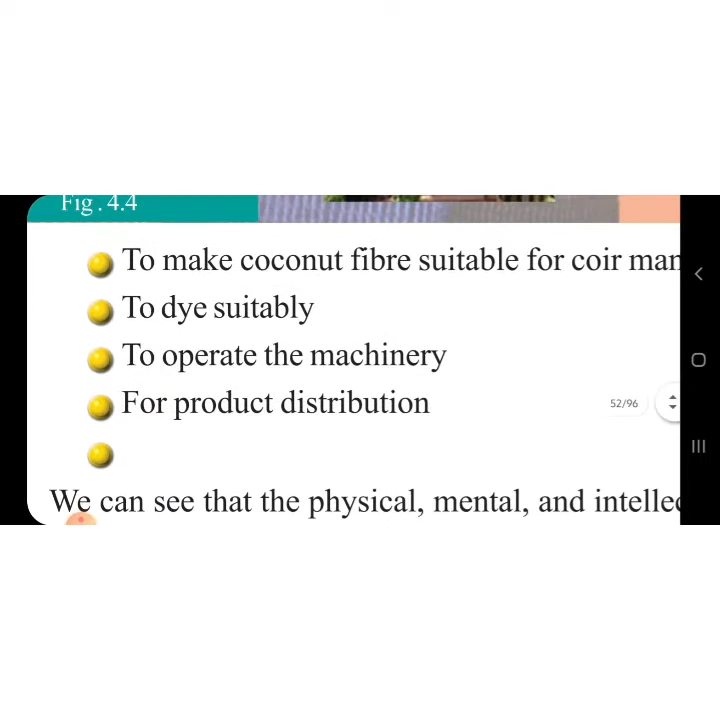 Fig . 4.4
To make coconut fibre suitable for coir man
To dye suitably
To operate the machinery
For product distribution
52/96
We can see that the physical, mental, and intellec